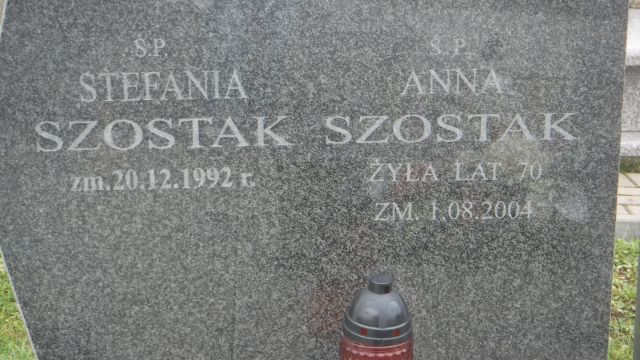 Ś.P.
STEFANIA
SZOSTAK
zm.20.12.1992 r.
Ś.P.
ANNA
SZOSTAK
ŻYŁA LAT 70
ZM. 1.08.2004